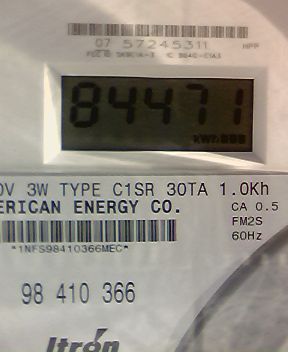 07 57245311
84471
0V 3W TYPE C1SR 30TA 1.0Kh
ERICAN ENERGY CO.
CA 0.5
FM2S
60Hz
*1NFS98410366MEC*
98 410 366
Itron